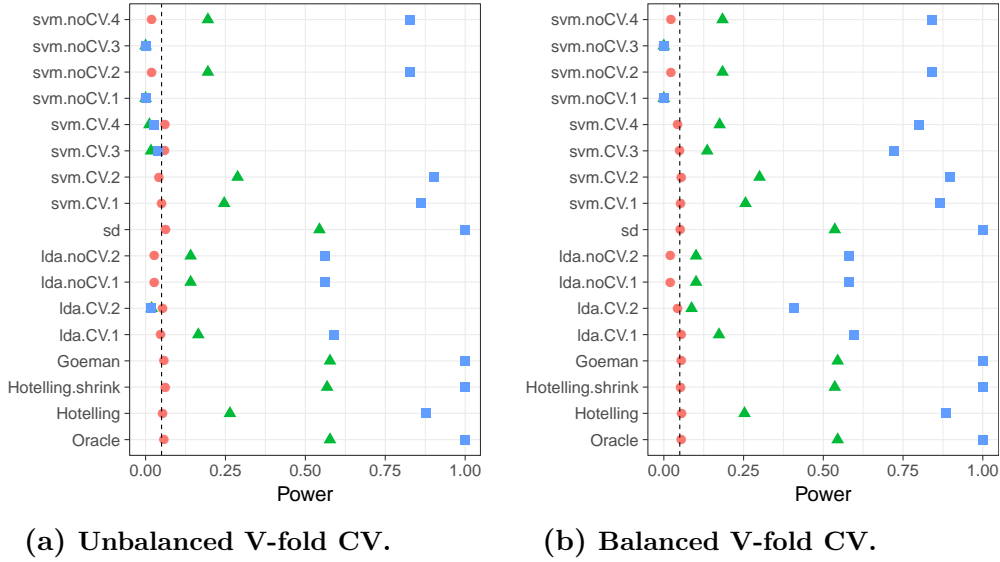 svm.noCV.4
svm.noCV.3
svm.noCV.2
svm.noCV.1
svm.CV.4
svm.CV.3
svm.CV.2
svm.CV.1
sd
lda.noCV.2
lda.noCV.1
lda.CV.2
lda.CV.1
Goeman
Hotelling.shrink
Hotelling
Oracle
0.00 0.25 0.50 0.75 1.00
Power
(a) Unbalanced V-fold CV.
svm.noCV.4
svm.noCV.3
svm.noCV.2
svm.noCV.1
svm.CV.4
svm.CV.3
svm.CV.2
svm.CV.1
sd
lda.noCV.2
lda.noCV.1
lda.CV.2
lda.CV.1
Goeman
Hotelling.shrink
Hotelling
Oracle
0.00 0.25 0.50 0.75 1.00
Power
(b) Balanced V-fold CV.